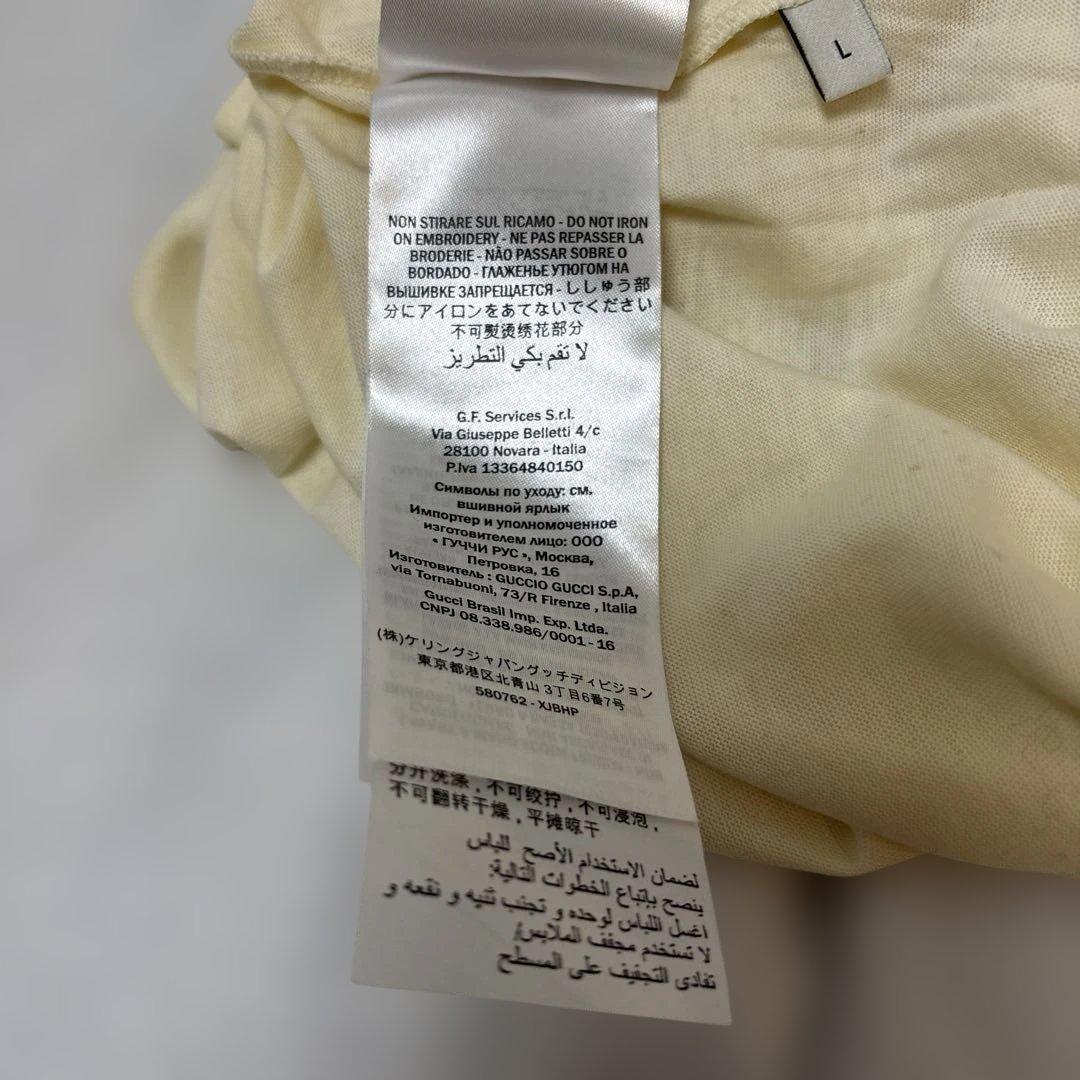 L
NON STIRARE SUL RICAMO - DO NOT IRON
ON EMBROIDERY - NE PAS REPASSER LA
BRODERIE - NÃO PASSAR SOBRE O
BORDADO - ГЛАЖЕНЬЕ УТЮГОМ НА
ВЫШИВКЕ ЗАПРЕЩАЕТСЯ - ししゅう部
分にアイロンをあてないでください
不可熨烫绣花部分
لا تقم بكي التطريز
G.F. Services S.r.l.
Via Giuseppe Belletti 4/c
28100 Novara - Italia
P.Iva 13364840150
Символы по уходу: см.
вшивной ярлык
Импортер и уполномоченное
изготовителем лицо: ООО
« ГУЧЧИ РУС », Москва,
Петровка, 16
Изготовитель : GUCCIO GUCCI S.p.A,
via Tornabuoni, 73/R Firenze , Italia
Gucci Brasil Imp. Exp. Ltda.
CNPJ 08.338.986/0001 - 16
(株)ケリングジャパングッチディビジョン
東京都港区北青山 3丁目6番7号
580762 - XJBHP
分开洗涤，不可绞拧，不可浸泡，
不可翻转干燥，平摊晾干
لضمان الاستخدام الأصح للباس
ينصح بإتباع الخطوات التالية:
اغسل اللباس لوحده و تجنب ثنيه و نقعه و
لا تستخدم مجفف الملابس/
تفادى التجفيف على المسطح